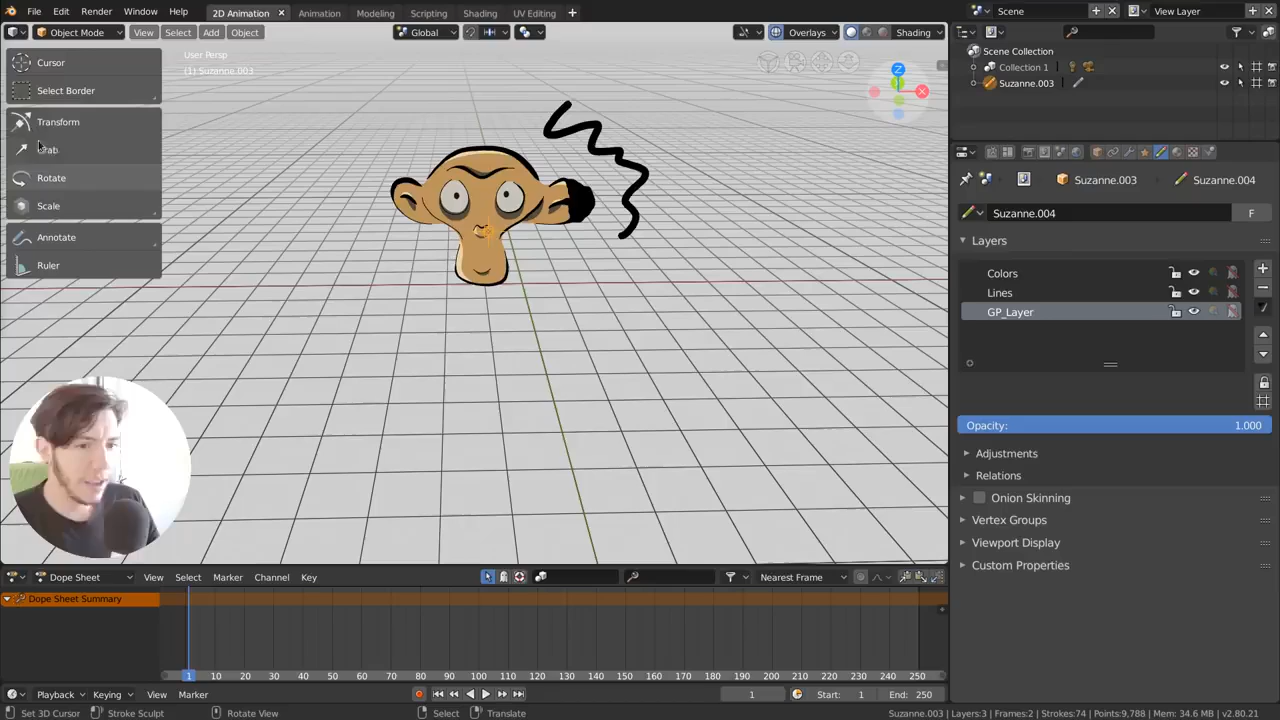 File Edit Render Window Help 2D Animation Animation Modeling Scripting Shading UV Editing Scene View Layer
Object Mode View Select Add Object Global Overlays Shading
User Persp
(1) Suzanne.003
Cursor
Select Border
Transform
Grab
Rotate
Scale
Annotate
Ruler
Z
X
Scene Collection
Collection 1
Suzanne.003
Suzanne.003 Suzanne.004
Suzanne.004 F
Layers
Colors
Lines
GP_Layer
Opacity: 1.000
Adjustments
Relations
Onion Skinning
Vertex Groups
Viewport Display
Custom Properties
Dope Sheet View Select Marker Channel Key Nearest Frame
Dope Sheet Summary
1 10 20 30 40 50 60 70 80 90 100 110 120 130 140 150 160 170 180 190 200 210 220 230 240 250
Playback Keying View Marker 1 Start: 1 End: 250
Set 3D Cursor Stroke Sculpt Rotate View Select Translate Suzanne.003 | Layers:3 | Frames:2 | Strokes:74 | Points:9,788 | Mem: 34.6 MB | v2.80.21